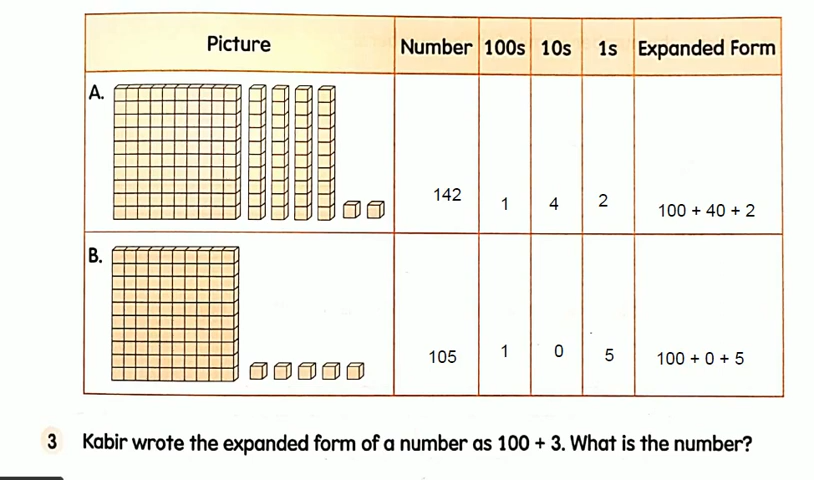 Picture Number 100s 10s 1s Expanded Form
A. 142 1 4 2 100 + 40 + 2
B. 105 1 0 5 100 + 0 + 5
3 Kabir wrote the expanded form of a number as 100 + 3. What is the number?